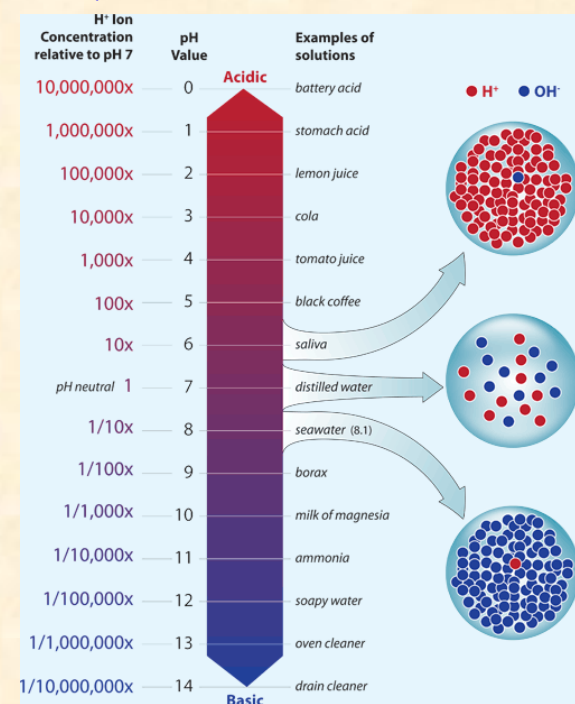 H⁺ Ion
Concentration
relative to pH 7
pH
Value
Examples of
solutions
Acidic
H⁺ OH⁻
10,000,000x 0 battery acid
1,000,000x 1 stomach acid
100,000x 2 lemon juice
10,000x 3 cola
1,000x 4 tomato juice
100x 5 black coffee
10x 6 saliva
pH neutral 1 7 distilled water
1/10x 8 seawater (8.1)
1/100x 9 borax
1/1,000x 10 milk of magnesia
1/10,000x 11 ammonia
1/100,000x 12 soapy water
1/1,000,000x 13 oven cleaner
1/10,000,000x 14 drain cleaner
Basic